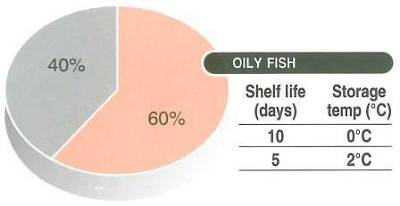 40%
60%
OILY FISH
Shelf life Storage
(days) temp (°C)
10 0°C
5 2°C